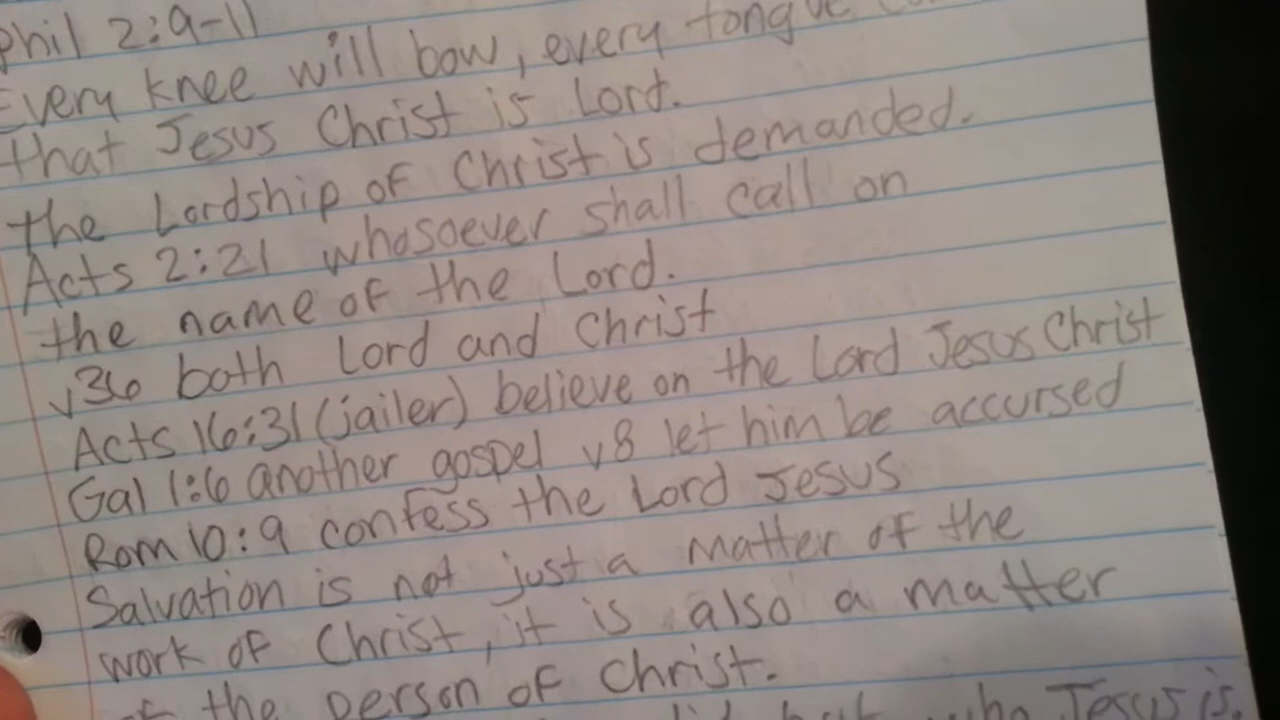 Phil 2:9-11
Every knee will bow, every tongue
that Jesus Christ is Lord.
the Lordship of Christ is demanded.
Acts 2:21 whosoever shall call on
the name of the Lord.
v36 both Lord and Christ
Acts 16:31 (jailer) believe on the Lord Jesus Christ
Gal 1:6 another gospel v8 let him be accursed
Rom 10:9 confess the Lord Jesus
Salvation is not just a matter of the
work of Christ, it is also a matter
of the person of Christ.
who Jesus is.